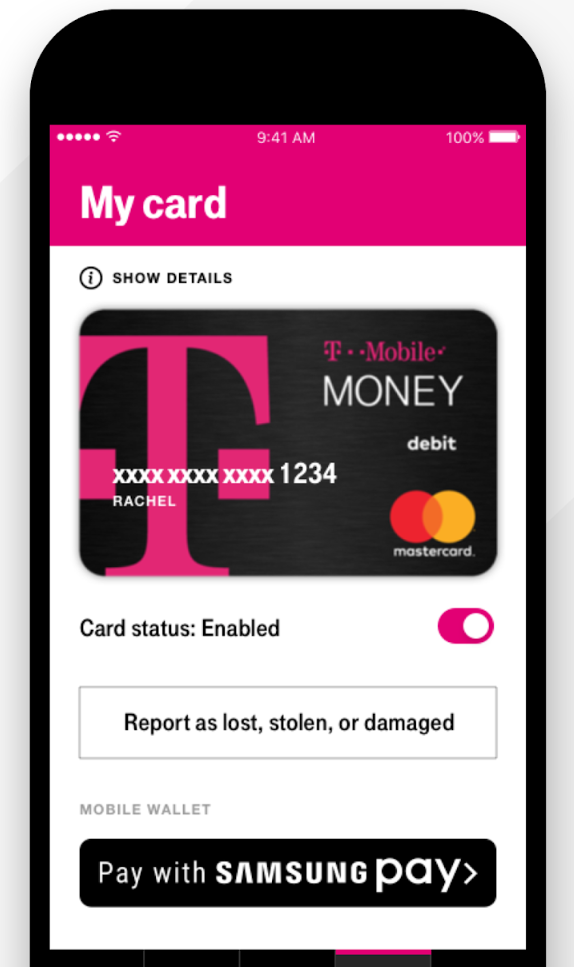 9:41 AM
100%
My card
SHOW DETAILS
T Mobile
MONEY
debit
xxxx xxxx xxxx 1234
RACHEL
mastercard.
Card status: Enabled
Report as lost, stolen, or damaged
MOBILE WALLET
Pay with SAMSUNG pay>